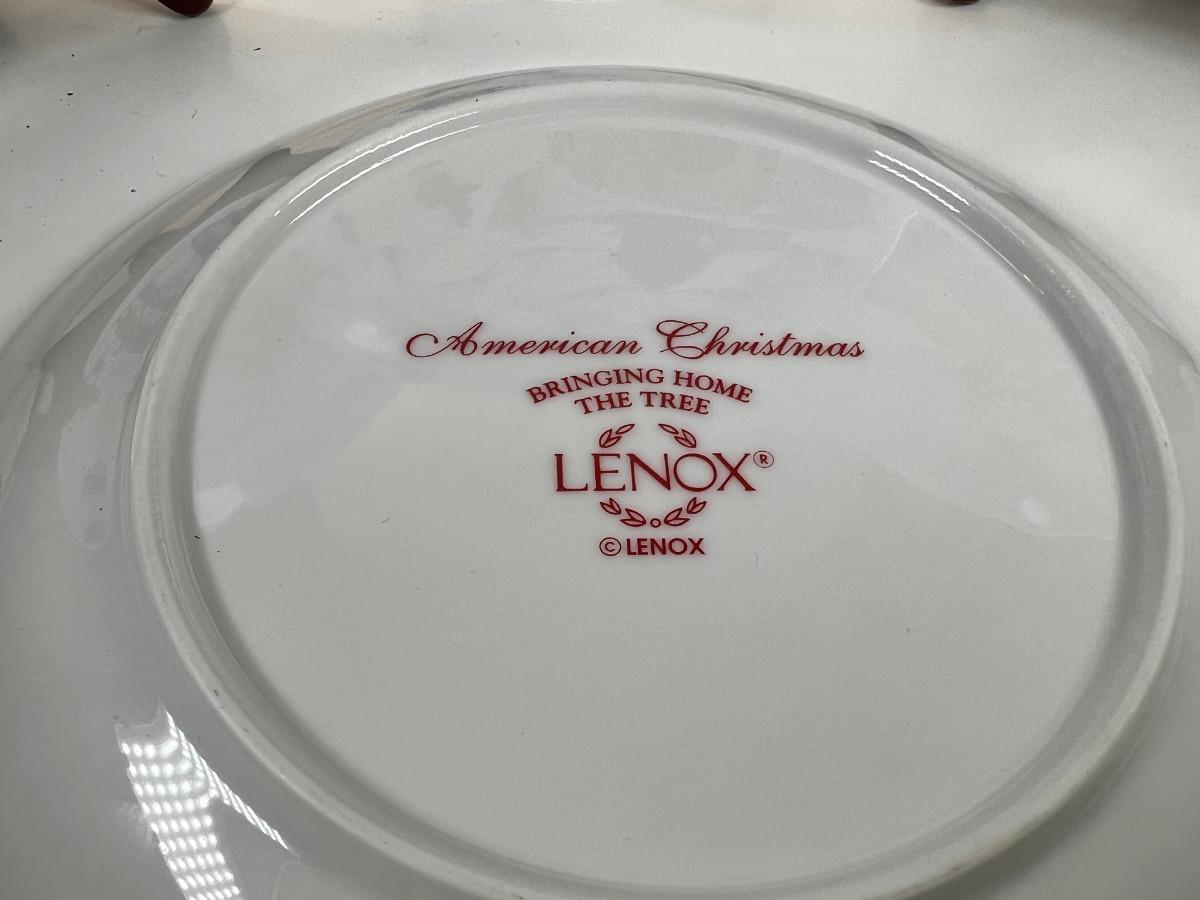 American Christmas
BRINGING HOME
THE TREE
LENOX®
© LENOX